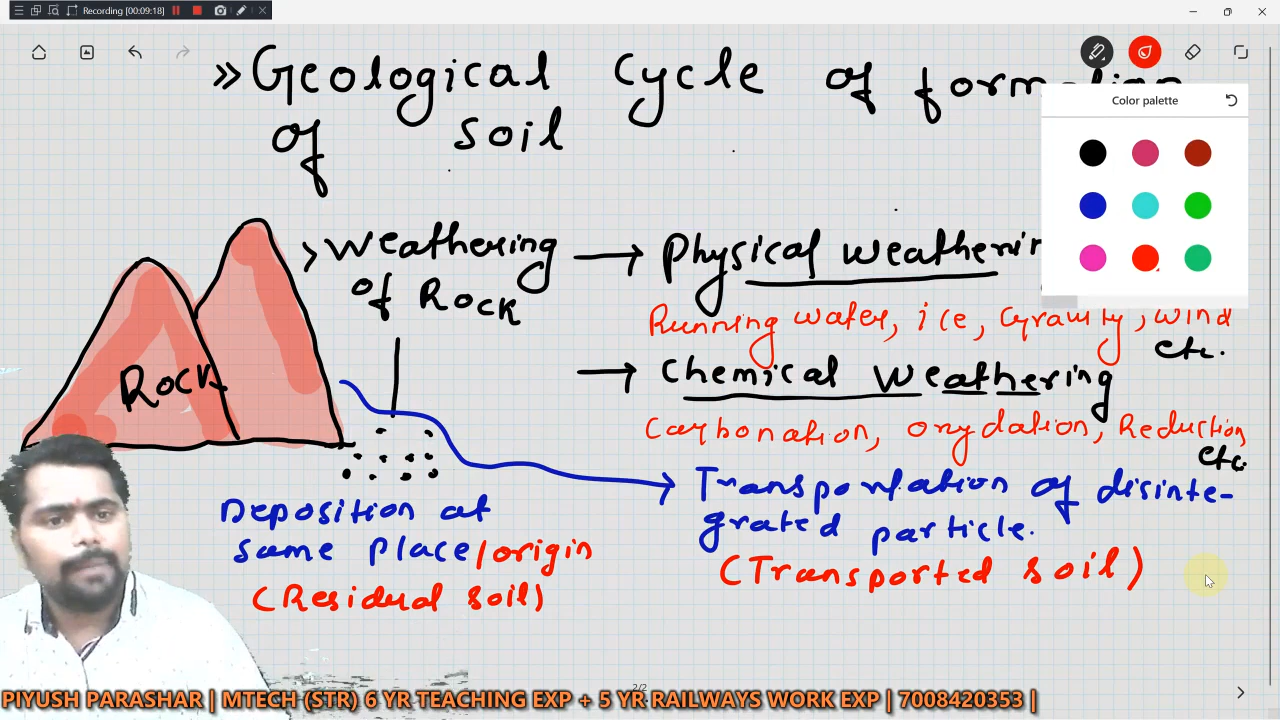 Recording [00:09:18]
» Geological Cycle of formation
of soil
Color palette
> Weathering of Rock
→ Physical weatherin
Running water, ice, Gravity, wind etc.
Rock
→ Chemical Weathering
Carbonation, oxydation, Reduction etc.
Transportation of disinte-
grated particle.
(Transported soil)
Deposition at
same place/origin
(Residual soil)
2/2
PIYUSH PARASHAR | MTECH (STR) 6 YR TEACHING EXP + 5 YR RAILWAYS WORK EXP | 7008420353 |